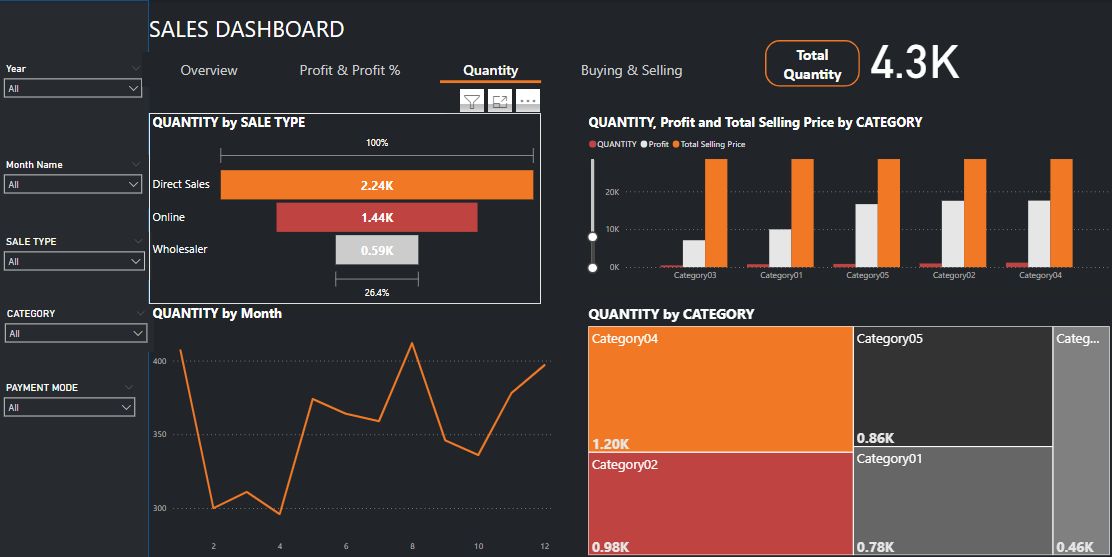 SALES DASHBOARD
Overview
Profit & Profit %
Quantity
Buying & Selling
Total
Quantity
4.3K
Year
All
Month Name
All
SALE TYPE
All
CATEGORY
All
PAYMENT MODE
All
QUANTITY by SALE TYPE
100%
Direct Sales
2.24K
Online
1.44K
Wholesaler
0.59K
26.4%
QUANTITY, Profit and Total Selling Price by CATEGORY
QUANTITY Profit Total Selling Price
20K
10K
0K
Category03 Category01 Category05 Category02 Category04
QUANTITY by Month
400
350
300
2 4 6 8 10 12
QUANTITY by CATEGORY
Category04
1.20K
Category02
0.98K
Category05
0.86K
Category01
0.78K
Categ...
0.46K